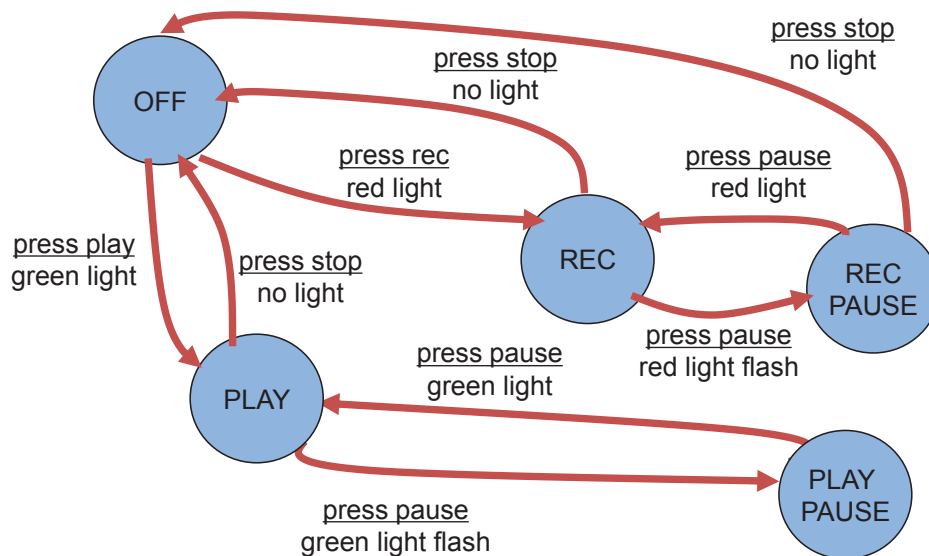 press stop
no light
press stop
no light
OFF
press rec
red light
press pause
red light
press play
green light
press stop
no light
REC
REC
PAUSE
press pause
red light flash
press pause
green light
PLAY
PLAY
PAUSE
press pause
green light flash